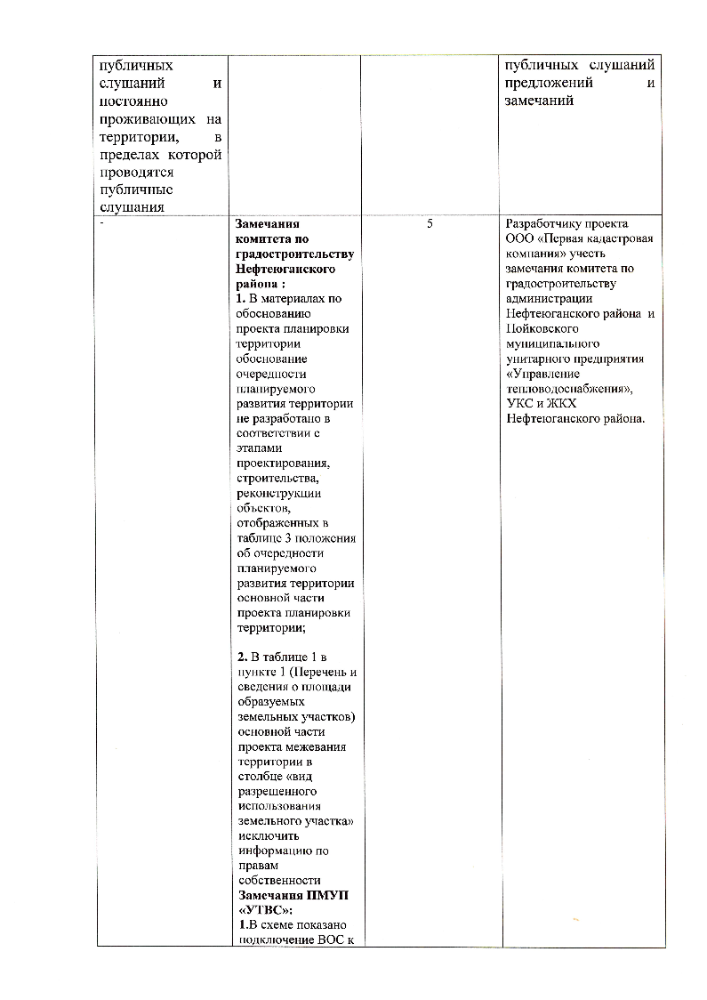 публичных
слушаний и
постоянно
проживающих на
территории, в
пределах которой
проводятся
публичные
слушания
публичных слушаний
предложений и
замечаний
-
Замечания
комитета по
градостроительству
Нефтеюганского
района :
1. В материалах по
обоснованию
проекта планировки
территории
обоснование
очередности
планируемого
развития территории
не разработано в
соответствии с
этапами
проектирования,
строительства,
реконструкции
объектов,
отображенных в
таблице 3 положения
об очередности
планируемого
развития территории
основной части
проекта планировки
территории;
2. В таблице 1 в
пункте 1 (Перечень и
сведения о площади
образуемых
земельных участков)
основной части
проекта межевания
территории в
столбце «вид
разрешенного
использования
земельного участка»
исключить
информацию по
правам
собственности
Замечания ПМУП
«УТВС»:
1.В схеме показано
подключение ВОС к
5
Разработчику проекта
ООО «Первая кадастровая
компания» учесть
замечания комитета по
градостроительству
администрации
Нефтеюганского района и
Пойковского
муниципального
унитарного предприятия
«Управление
тепловодоснабжения»,
УКС и ЖКХ
Нефтеюганского района.